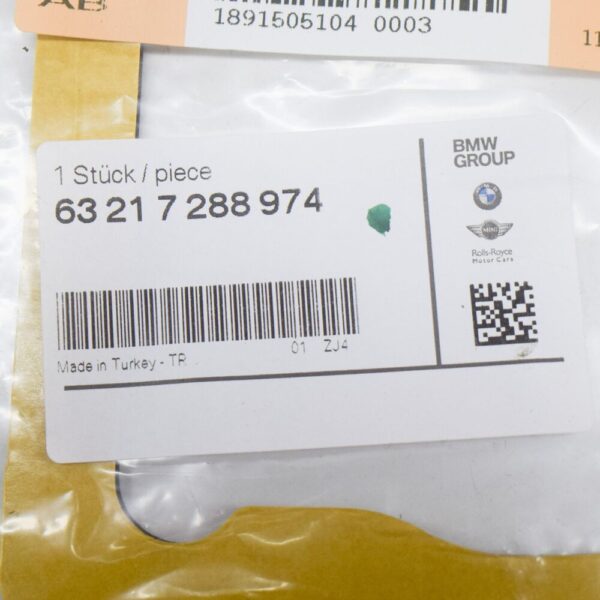 AB
1891505104 0003
11
1 Stück / piece
63 21 7 288 974
BMW
GROUP
MINI
Rolls-Royce
Motor Cars
01 ZJ4
Made in Turkey - TR